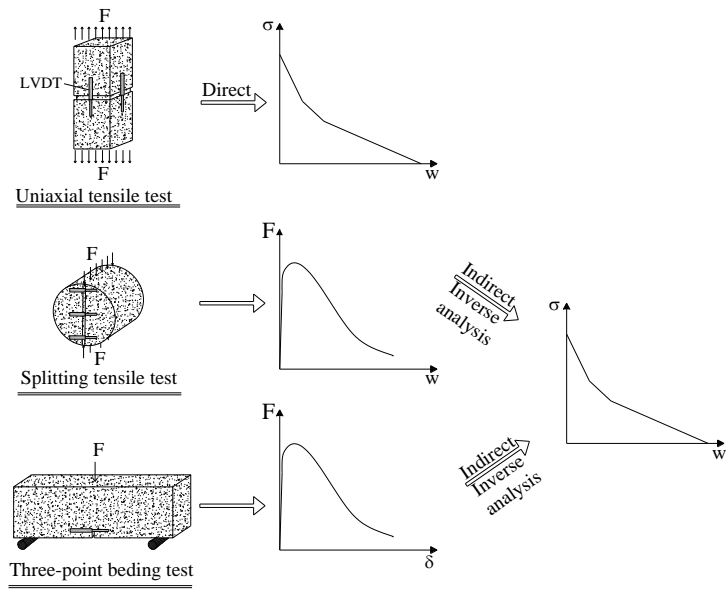 F
LVDT
F
Uniaxial tensile test
Direct
σ
w
F
F
Splitting tensile test
F
w
Indirect
Inverse
analysis
F
Three-point beding test
F
δ
Indirect
Inverse
analysis
σ
w